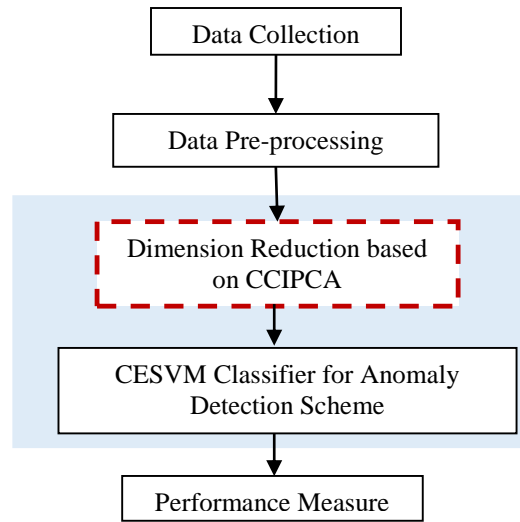 Data Collection
Data Pre-processing
Dimension Reduction based
on CCIPCA
CESVM Classifier for Anomaly
Detection Scheme
Performance Measure